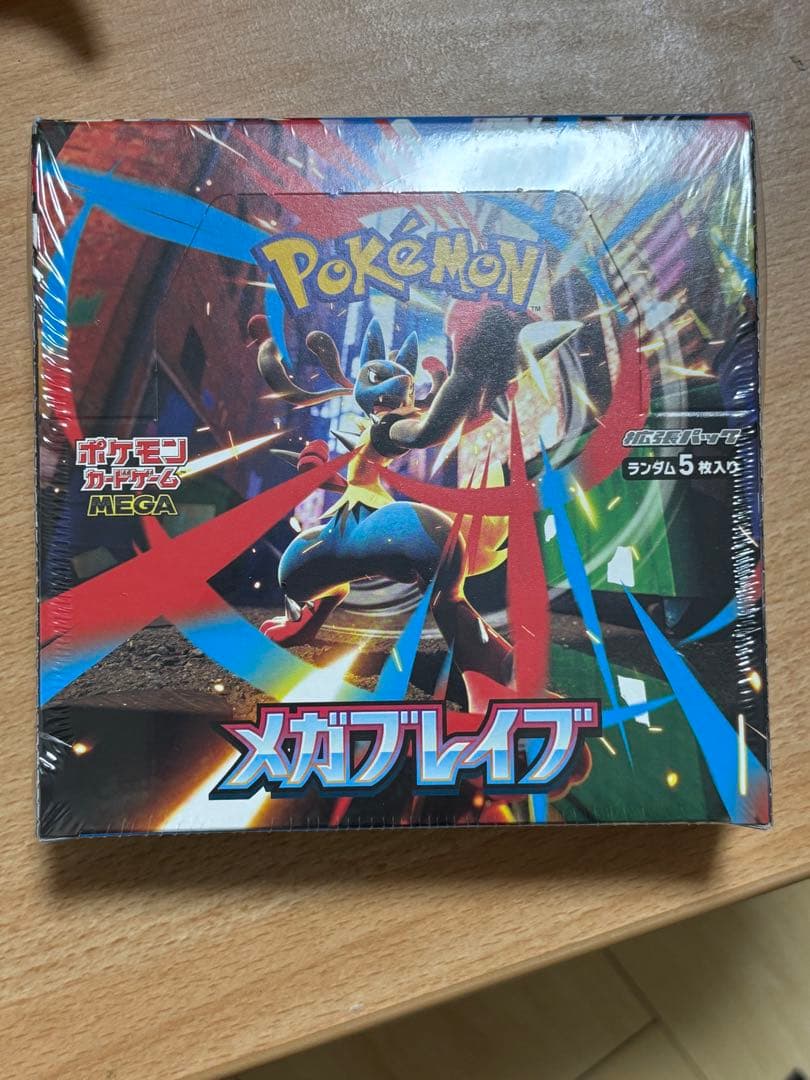 POKéMON
TM
ポケモン
カードゲーム
MEGA
拡張パック
ランダム5枚入り
メガブレイブ